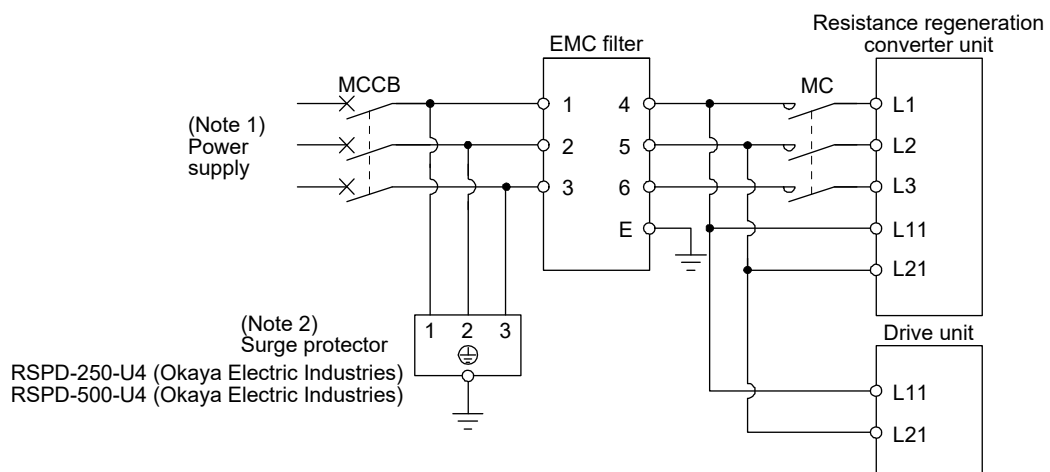 Resistance regeneration
converter unit
EMC filter
MCCB
MC
(Note 1)
Power
supply
1
4
L1
2
5
L2
3
6
L3
E
L11
L21
(Note 2)
Surge protector
RSPD-250-U4 (Okaya Electric Industries)
RSPD-500-U4 (Okaya Electric Industries)
1 2 3
Drive unit
L11
L21